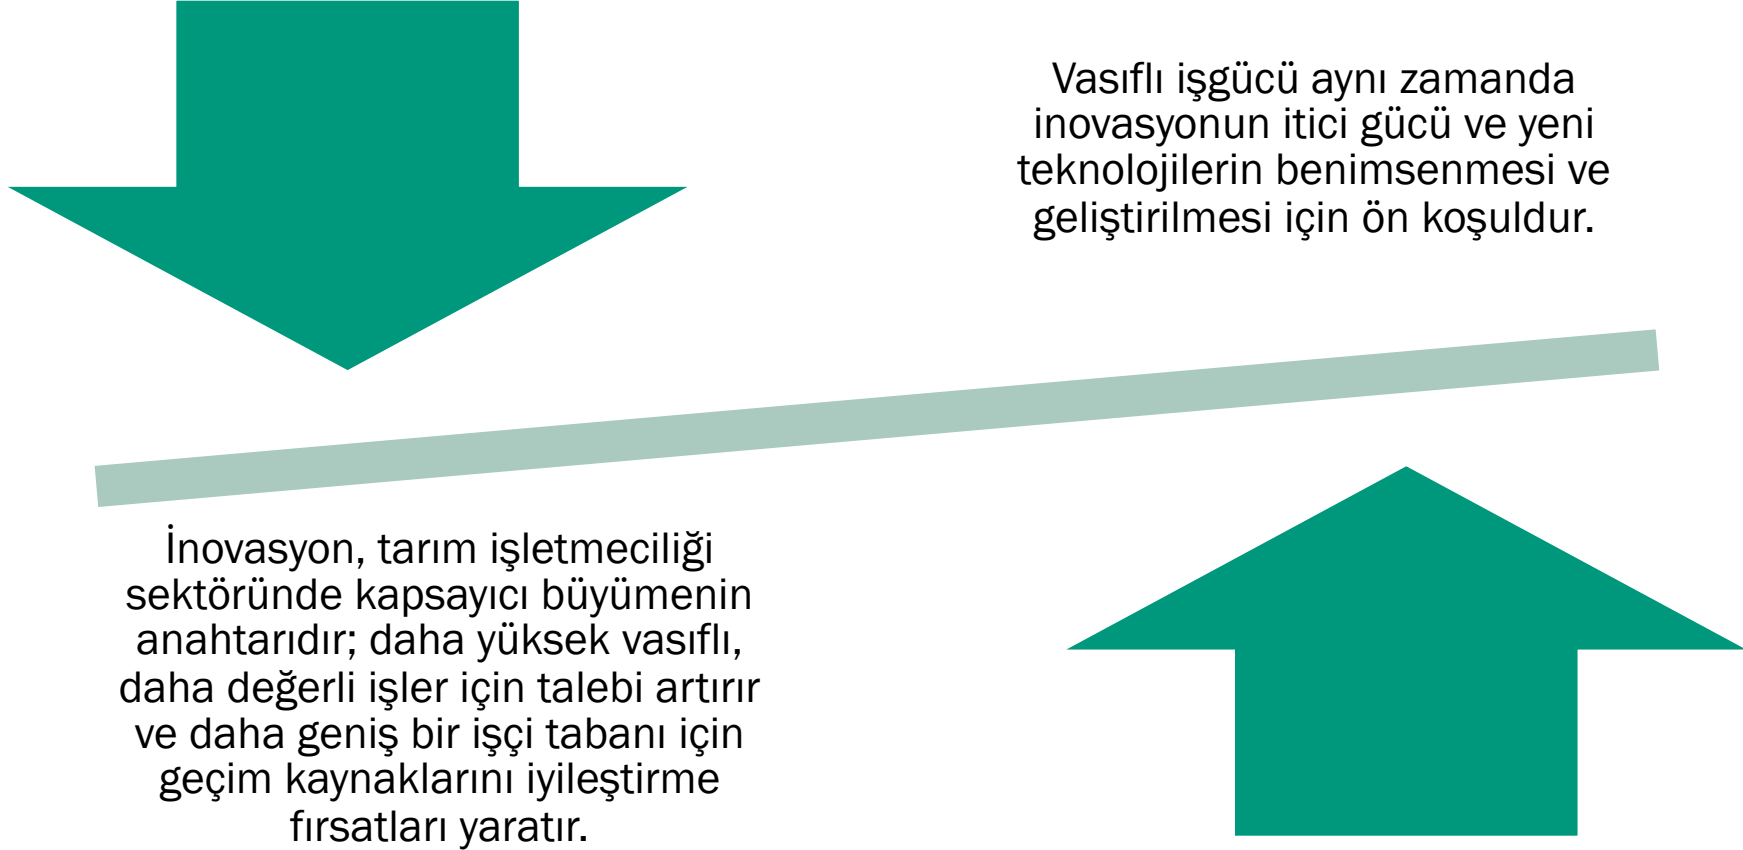 Vasıflı işgücü aynı zamanda
inovasyonun itici gücü ve yeni
teknolojilerin benimsenmesi ve
geliştirilmesi için ön koşuldur.
İnovasyon, tarım işletmeciliği
sektöründe kapsayıcı büyümenin
anahtarıdır; daha yüksek vasıflı,
daha değerli işler için talebi artırır
ve daha geniş bir işçi tabanı için
geçim kaynaklarını iyileştirme
fırsatları yaratır.